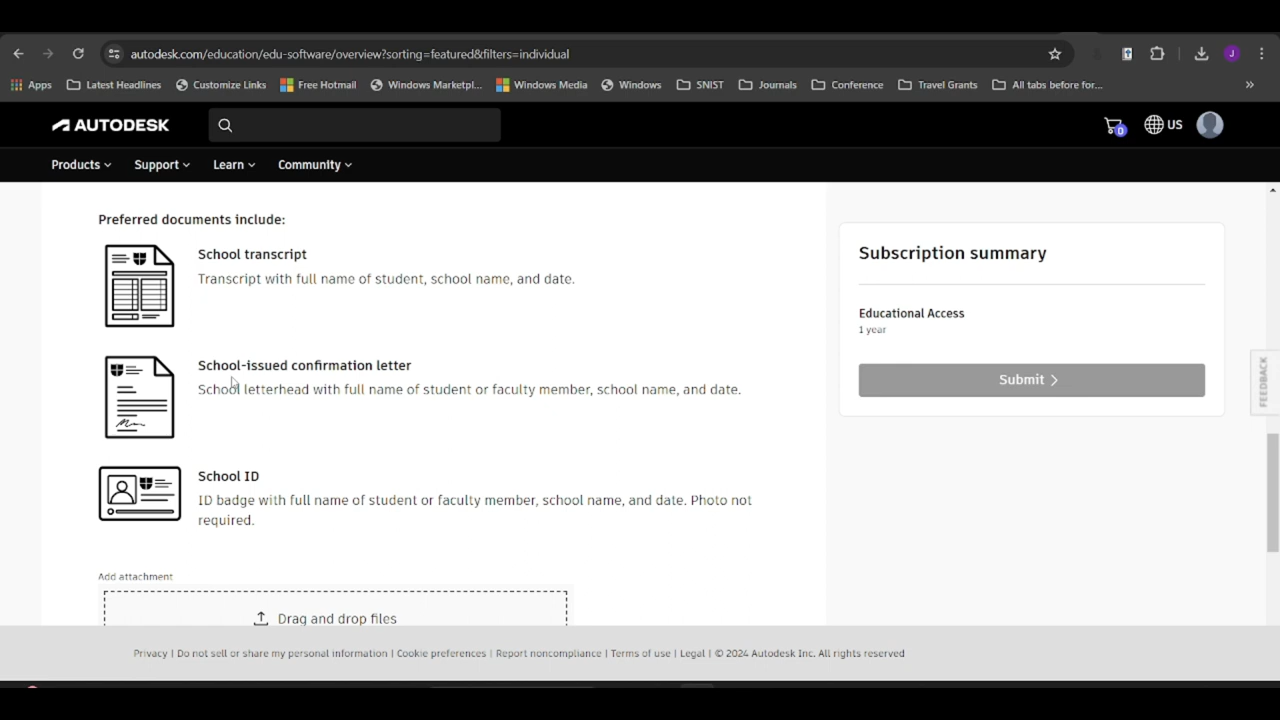 autodesk.com/education/edu-software/overview?sorting=featured&filters=individual
J
Apps Latest Headlines Customize Links Free Hotmail Windows Marketpl... Windows Media Windows SNIST Journals Conference Travel Grants All tabs before for... »
AUTODESK
0
US
Products Support Learn Community
Preferred documents include:
School transcript
Transcript with full name of student, school name, and date.
School-issued confirmation letter
School letterhead with full name of student or faculty member, school name, and date.
School ID
ID badge with full name of student or faculty member, school name, and date. Photo not
required.
Add attachment
Drag and drop files
Subscription summary
Educational Access
1 year
Submit
FEEDBACK
Privacy | Do not sell or share my personal information | Cookie preferences | Report noncompliance | Terms of use | Legal | © 2024 Autodesk Inc. All rights reserved